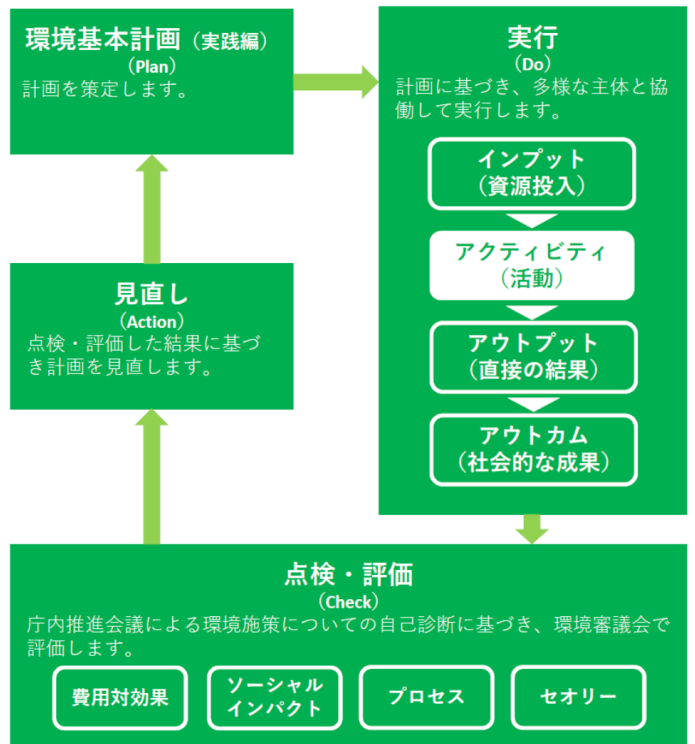 環境基本計画（実践編）
（Plan）
計画を策定します。
実行
（Do）
計画に基づき、多様な主体と協
働して実行します。
インプット
（資源投入）
アクティビティ
（活動）
アウトプット
（直接の結果）
アウトカム
（社会的な成果）
見直し
（Action）
点検・評価した結果に基づ
き計画を見直します。
点検・評価
（Check）
庁内推進会議による環境施策についての自己診断に基づき、環境審議会で
評価します。
費用対効果
ソーシャル
インパクト
プロセス
セオリー